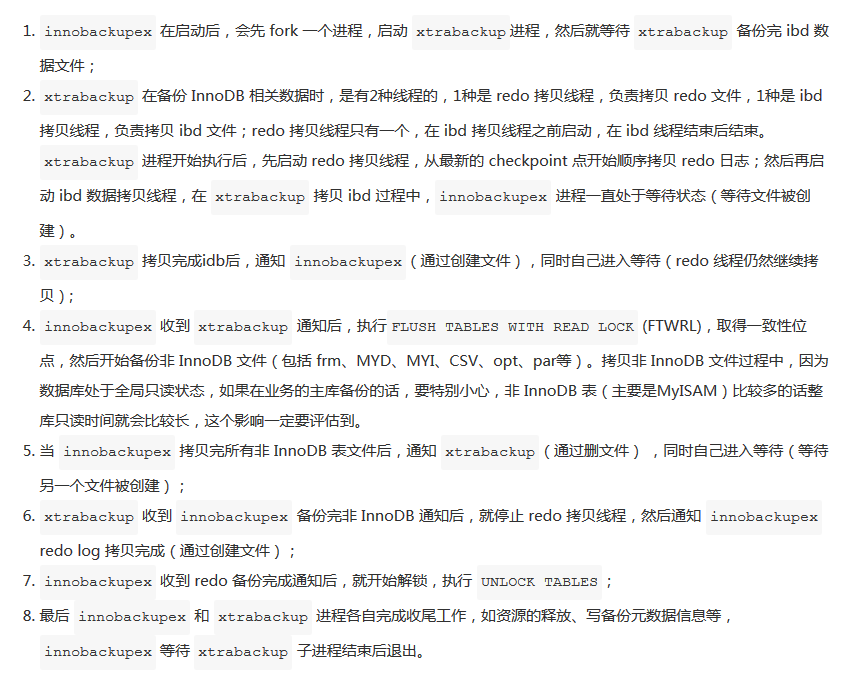 1. innobackupex 在启动后，会先 fork 一个进程，启动 xtrabackup进程，然后就等待 xtrabackup 备份完 ibd 数
据文件；
2. xtrabackup 在备份 InnoDB 相关数据时，是有2种线程的，1种是 redo 拷贝线程，负责拷贝 redo 文件，1种是 ibd
拷贝线程，负责拷贝 ibd 文件；redo 拷贝线程只有一个，在 ibd 拷贝线程之前启动，在 ibd 线程结束后结束。
xtrabackup 进程开始执行后，先启动 redo 拷贝线程，从最新的 checkpoint 点开始顺序拷贝 redo 日志；然后再启
动 ibd 数据拷贝线程，在 xtrabackup 拷贝 ibd 过程中，innobackupex 进程一直处于等待状态（等待文件被创
建）。
3. xtrabackup 拷贝完成idb后，通知 innobackupex（通过创建文件），同时自己进入等待（redo 线程仍然继续拷
贝）;
4. innobackupex 收到 xtrabackup 通知后，执行FLUSH TABLES WITH READ LOCK (FTWRL)，取得一致性位
点，然后开始备份非 InnoDB 文件（包括 frm、MYD、MYI、CSV、opt、par等）。拷贝非 InnoDB 文件过程中，因为
数据库处于全局只读状态，如果在业务的主库备份的话，要特别小心，非 InnoDB 表（主要是MyISAM）比较多的话整
库只读时间就会比较长，这个影响一定要评估到。
5. 当 innobackupex 拷贝完所有非 InnoDB 表文件后，通知 xtrabackup（通过删文件） ，同时自己进入等待（等待
另一个文件被创建）；
6. xtrabackup 收到 innobackupex 备份完非 InnoDB 通知后，就停止 redo 拷贝线程，然后通知 innobackupex
redo log 拷贝完成（通过创建文件）；
7. innobackupex 收到 redo 备份完成通知后，就开始解锁，执行 UNLOCK TABLES；
8. 最后 innobackupex 和 xtrabackup 进程各自完成收尾工作，如资源的释放、写备份元数据信息等，
innobackupex 等待 xtrabackup 子进程结束后退出。